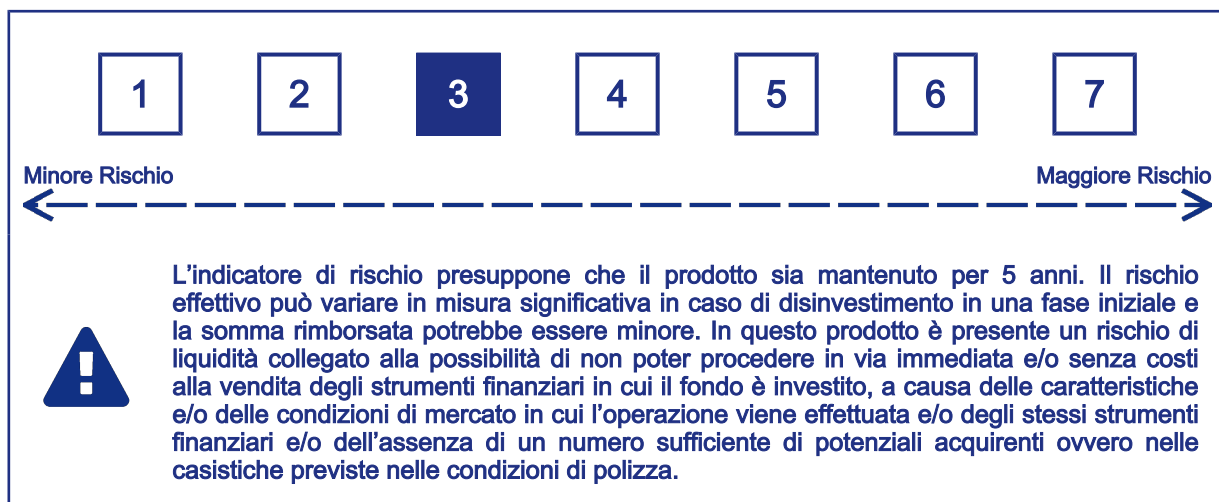 1 2 3 4 5 6 7
Minore Rischio Maggiore Rischio
L'indicatore di rischio presuppone che il prodotto sia mantenuto per 5 anni. Il rischio
effettivo può variare in misura significativa in caso di disinvestimento in una fase iniziale e
la somma rimborsata potrebbe essere minore. In questo prodotto è presente un rischio di
liquidità collegato alla possibilità di non poter procedere in via immediata e/o senza costi
alla vendita degli strumenti finanziari in cui il fondo è investito, a causa delle caratteristiche
e/o delle condizioni di mercato in cui l'operazione viene effettuata e/o degli stessi strumenti
finanziari e/o dell'assenza di un numero sufficiente di potenziali acquirenti ovvero nelle
casistiche previste nelle condizioni di polizza.